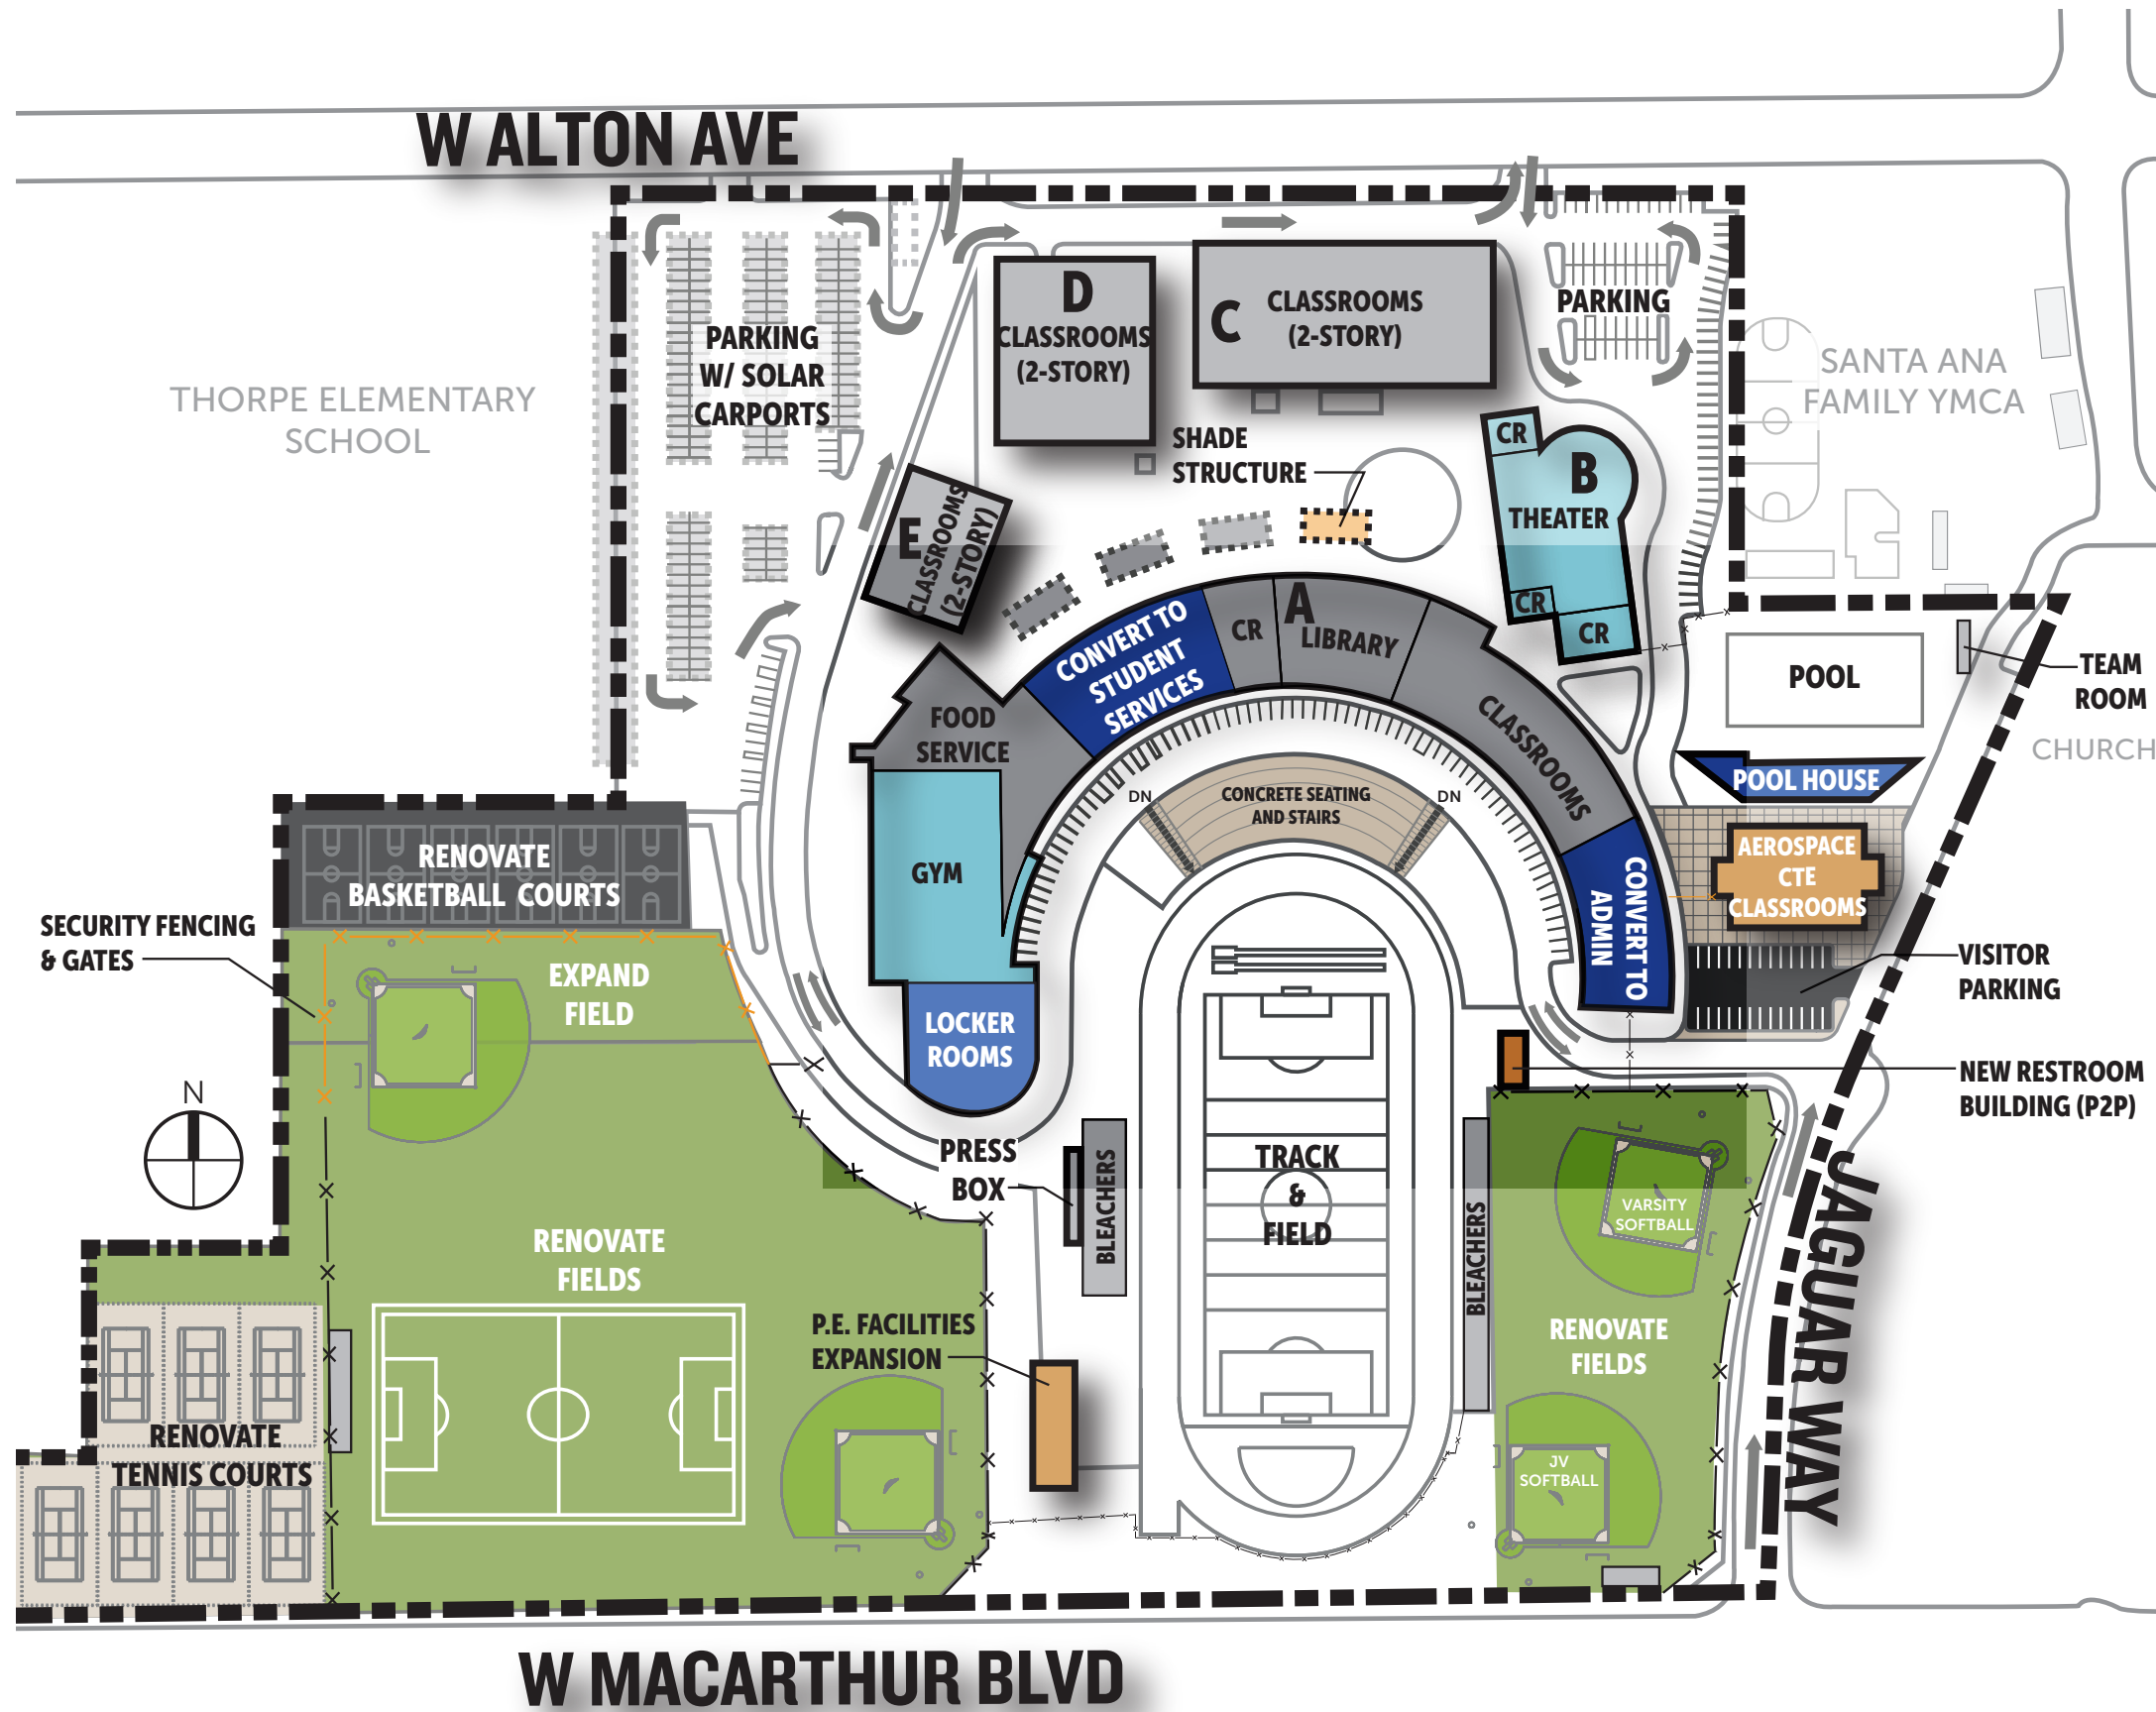 W ALTON AVE
THORPE ELEMENTARY
SCHOOL
PARKING
W/ SOLAR
CARPORTS
D
CLASSROOMS
(2-STORY)
C
CLASSROOMS
(2-STORY)
PARKING
SANTA ANA
FAMILY YMCA
SHADE
STRUCTURE
CR
B
THEATER
CR
CR
E
CLASSROOMS
(2-STORY)
CONVERT TO
STUDENT
SERVICES
CR
A
LIBRARY
CLASSROOMS
FOOD
SERVICE
POOL
TEAM
ROOM
CHURCH
POOL HOUSE
DN
CONCRETE SEATING
AND STAIRS
DN
AEROSPACE
CTE
CLASSROOMS
RENOVATE
BASKETBALL COURTS
GYM
CONVERT TO
ADMIN
SECURITY FENCING
& GATES
EXPAND
FIELD
VISITOR
PARKING
LOCKER
ROOMS
NEW RESTROOM
BUILDING (P2P)
N
PRESS
BOX
BLEACHERS
TRACK
&
FIELD
BLEACHERS
VARSITY
SOFTBALL
JAGUAR WAY
RENOVATE
FIELDS
P.E. FACILITIES
EXPANSION
RENOVATE
FIELDS
RENOVATE
TENNIS COURTS
JV
SOFTBALL
W MACARTHUR BLVD